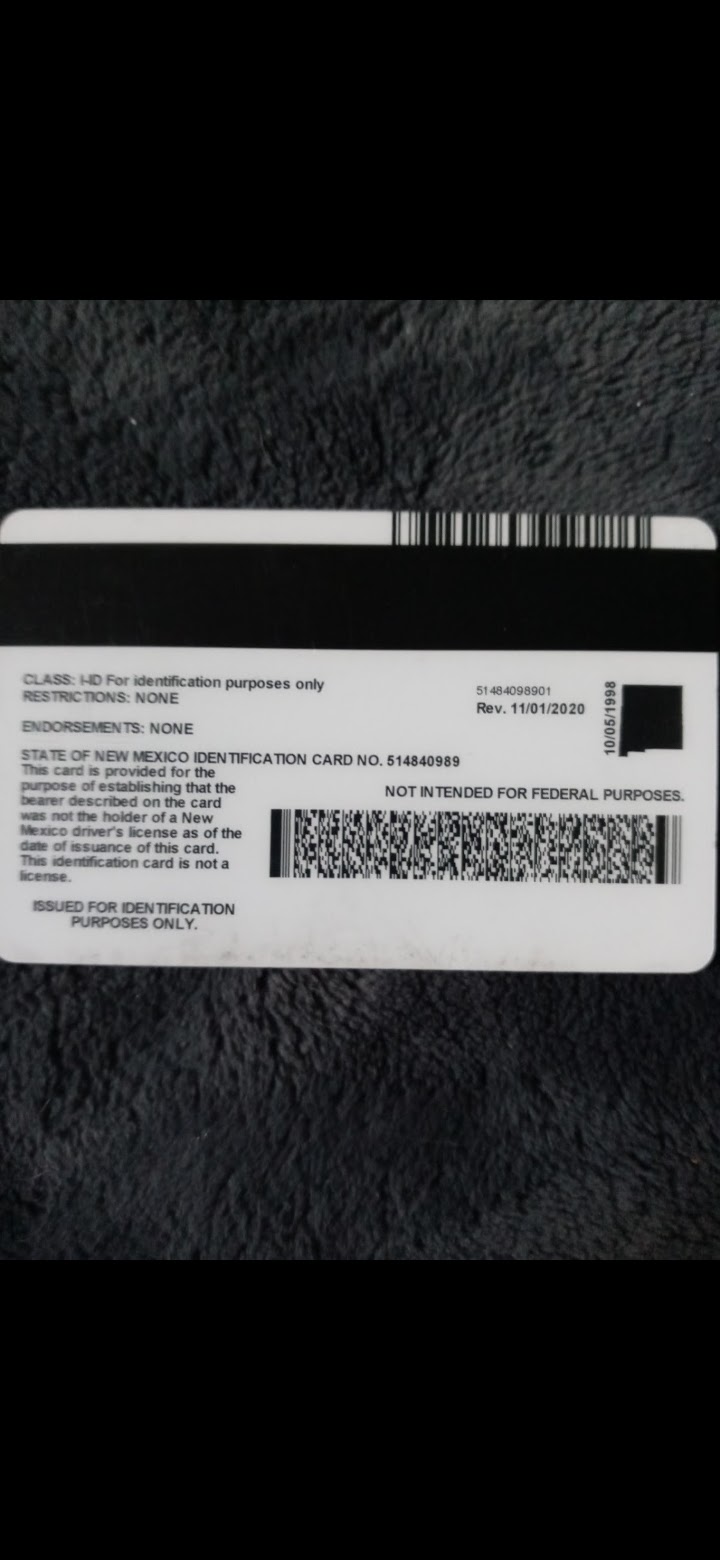 CLASS: I-ID For identification purposes only
RESTRICTIONS: NONE
ENDORSEMENTS: NONE
51484098901
Rev. 11/01/2020
10/05/1998
STATE OF NEW MEXICO IDENTIFICATION CARD NO. 514840989
This card is provided for the
purpose of establishing that the
bearer described on the card
was not the holder of a New
Mexico driver's license as of the
date of issuance of this card.
This identification card is not a
license.
NOT INTENDED FOR FEDERAL PURPOSES.
ISSUED FOR IDENTIFICATION
PURPOSES ONLY.